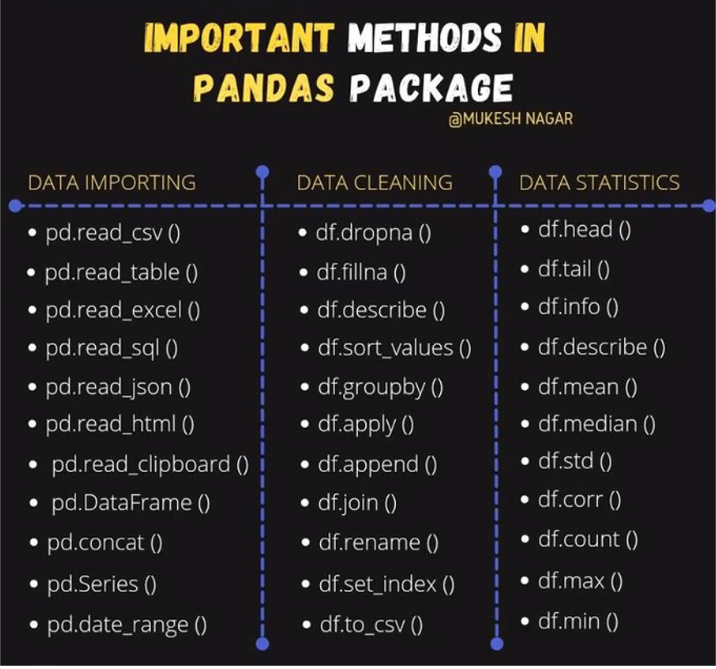 IMPORTANT METHODS IN
PANDAS PACKAGE
@MUKESH NAGAR
DATA IMPORTING
• pd.read_csv ()
• pd.read_table ()
• pd.read_excel ()
• pd.read_sql ()
• pd.read_json ()
• pd.read_html ()
• pd.read_clipboard ()
• pd.DataFrame ()
• pd.concat ()
• pd.Series ()
• pd.date_range ()
DATA CLEANING
• df.dropna ()
• df.fillna ()
• df.describe ()
• df.sort_values ()
• df.groupby ()
• df.apply ()
• df.append ()
• df.join ()
• df.rename ()
• df.set_index ()
• df.to_csv ()
DATA STATISTICS
• df.head ()
• df.tail ()
• df.info ()
• df.describe ()
• df.mean ()
• df.median ()
• df.std ()
• df.corr ()
• df.count ()
• df.max ()
• df.min ()